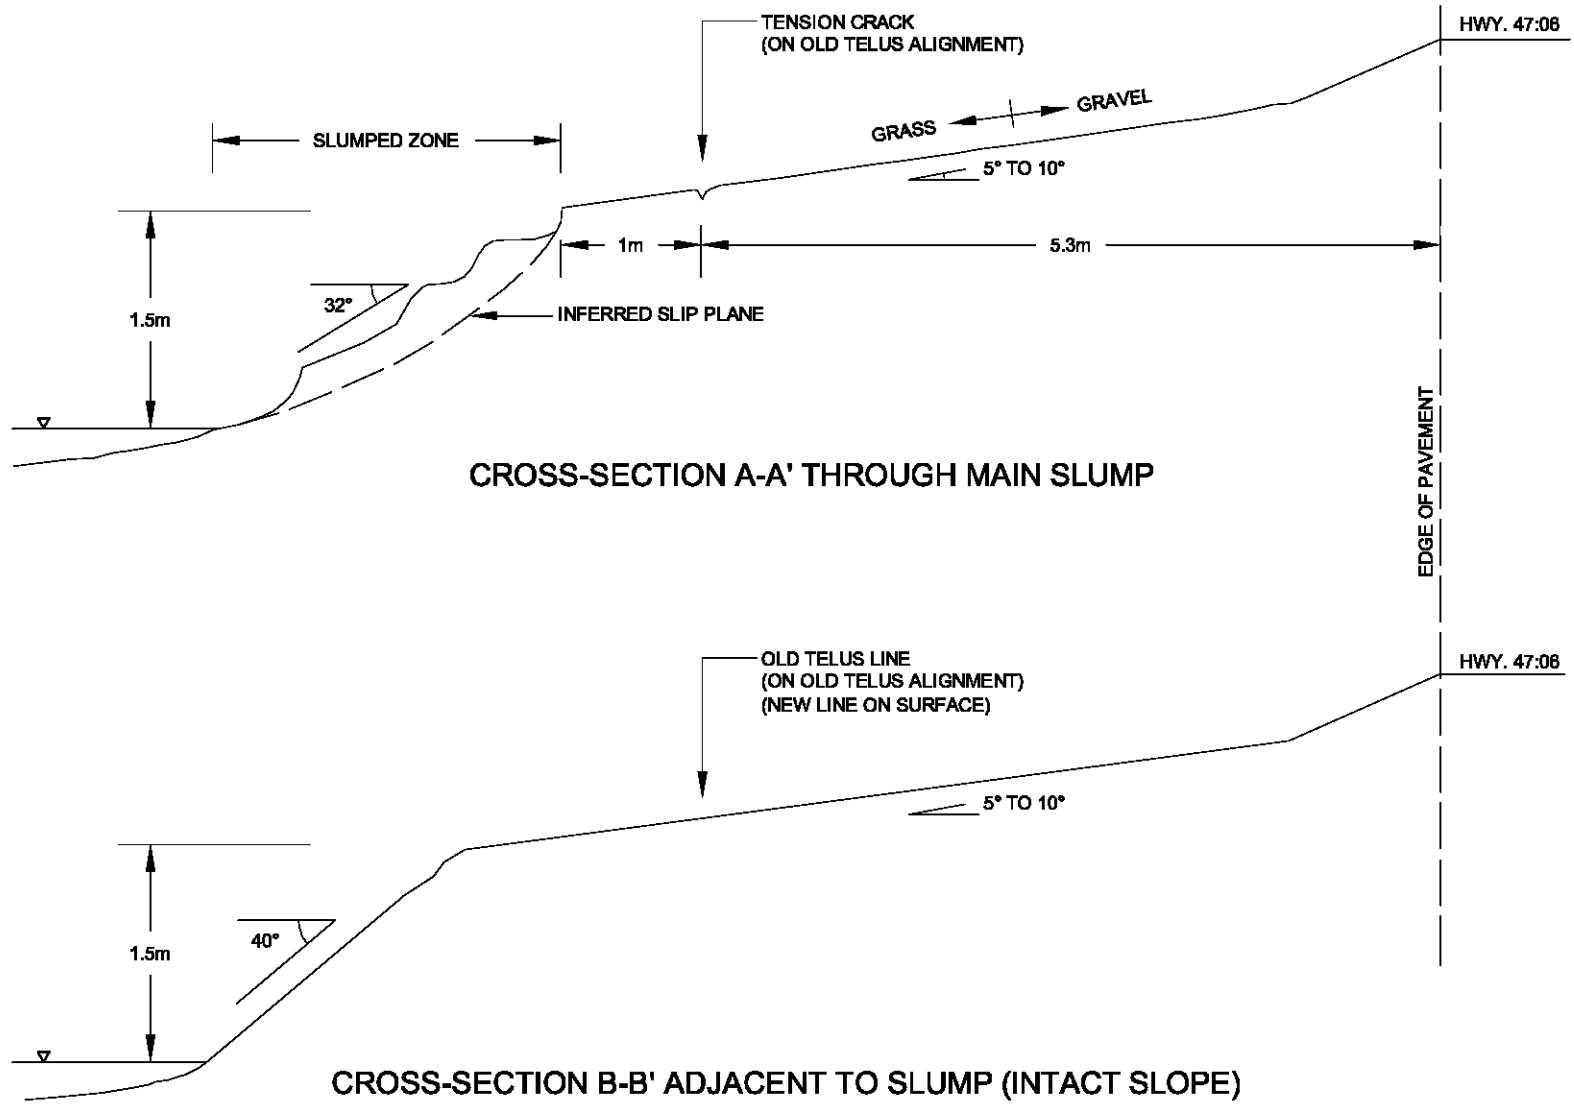 TENSION CRACK
(ON OLD TELUS ALIGNMENT)
HWY. 47:06
GRASS
GRAVEL
SLUMPED ZONE
5° TO 10°
1m
5.3m
32°
1.5m
INFERRED SLIP PLANE
CROSS-SECTION A-A' THROUGH MAIN SLUMP
EDGE OF PAVEMENT
OLD TELUS LINE
(ON OLD TELUS ALIGNMENT)
(NEW LINE ON SURFACE)
HWY. 47:06
5° TO 10°
40°
1.5m
CROSS-SECTION B-B' ADJACENT TO SLUMP (INTACT SLOPE)